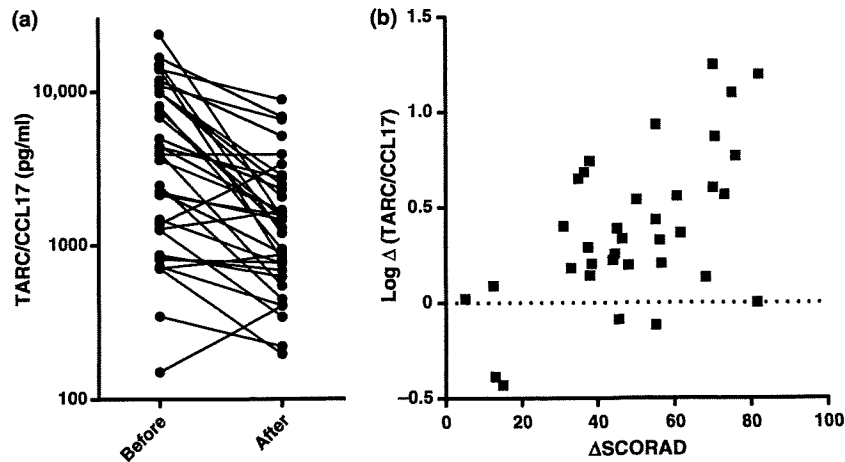 (a)
TARC/CCL17 (pg/ml)
10,000
1000
100
Before
After
(b)
Log Δ (TARC/CCL17)
1.5
1.0
0.5
0
−0.5
0
20
40
60
80
100
ΔSCORAD